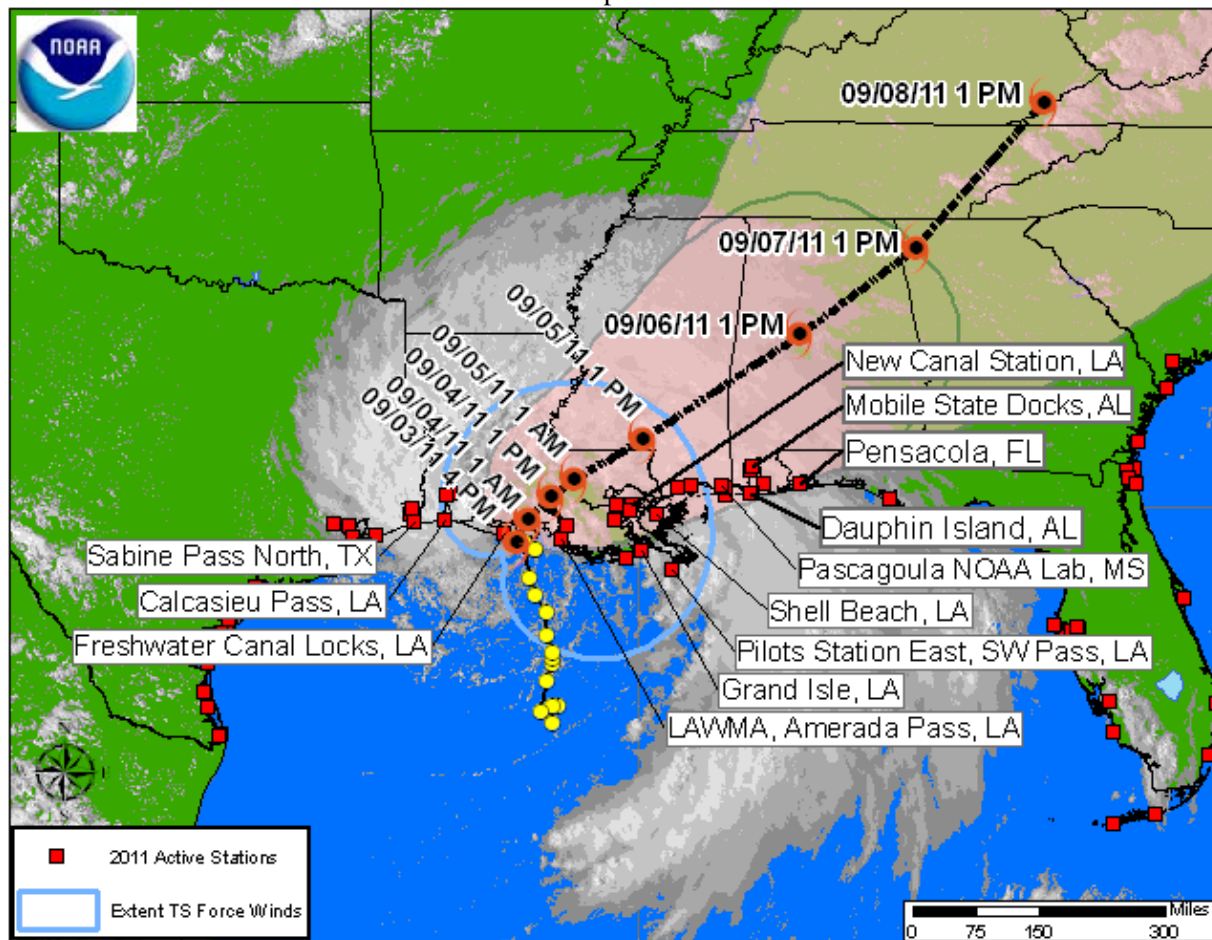 NOAA
09/08/11 1 PM
09/07/11 1 PM
09/06/11 1 PM
09/05/11 1 PM
09/05/11 1 AM
09/04/11 1 PM
09/04/11 1 AM
09/03/11 4 PM
New Canal Station, LA
Mobile State Docks, AL
Pensacola, FL
Dauphin Island, AL
Pascagoula NOAA Lab, MS
Shell Beach, LA
Pilots Station East, SW Pass, LA
Grand Isle, LA
LAWMA, Amerada Pass, LA
Sabine Pass North, TX
Calcasieu Pass, LA
Freshwater Canal Locks, LA
2011 Active Stations
Extent TS Force Winds
Miles
0 75 150 300